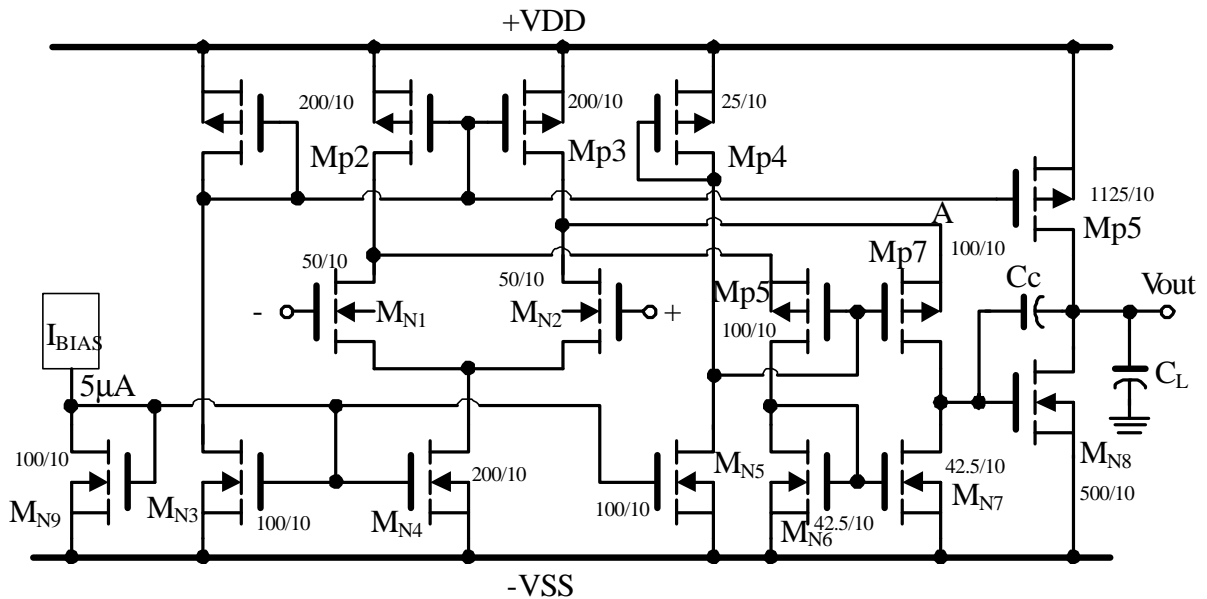 +VDD
200/10
200/10
25/10
Mp2
Mp3
Mp4
1125/10
Mp5
A
Mp7
100/10
50/10
50/10
Cc
Vout
-
MN1
MN2
+
Mp5
100/10
IBIAS
5µA
CL
100/10
200/10
MN5
42.5/10
MN8
MN9
MN3
100/10
MN4
100/10
MN6
42.5/10
MN7
500/10
-VSS